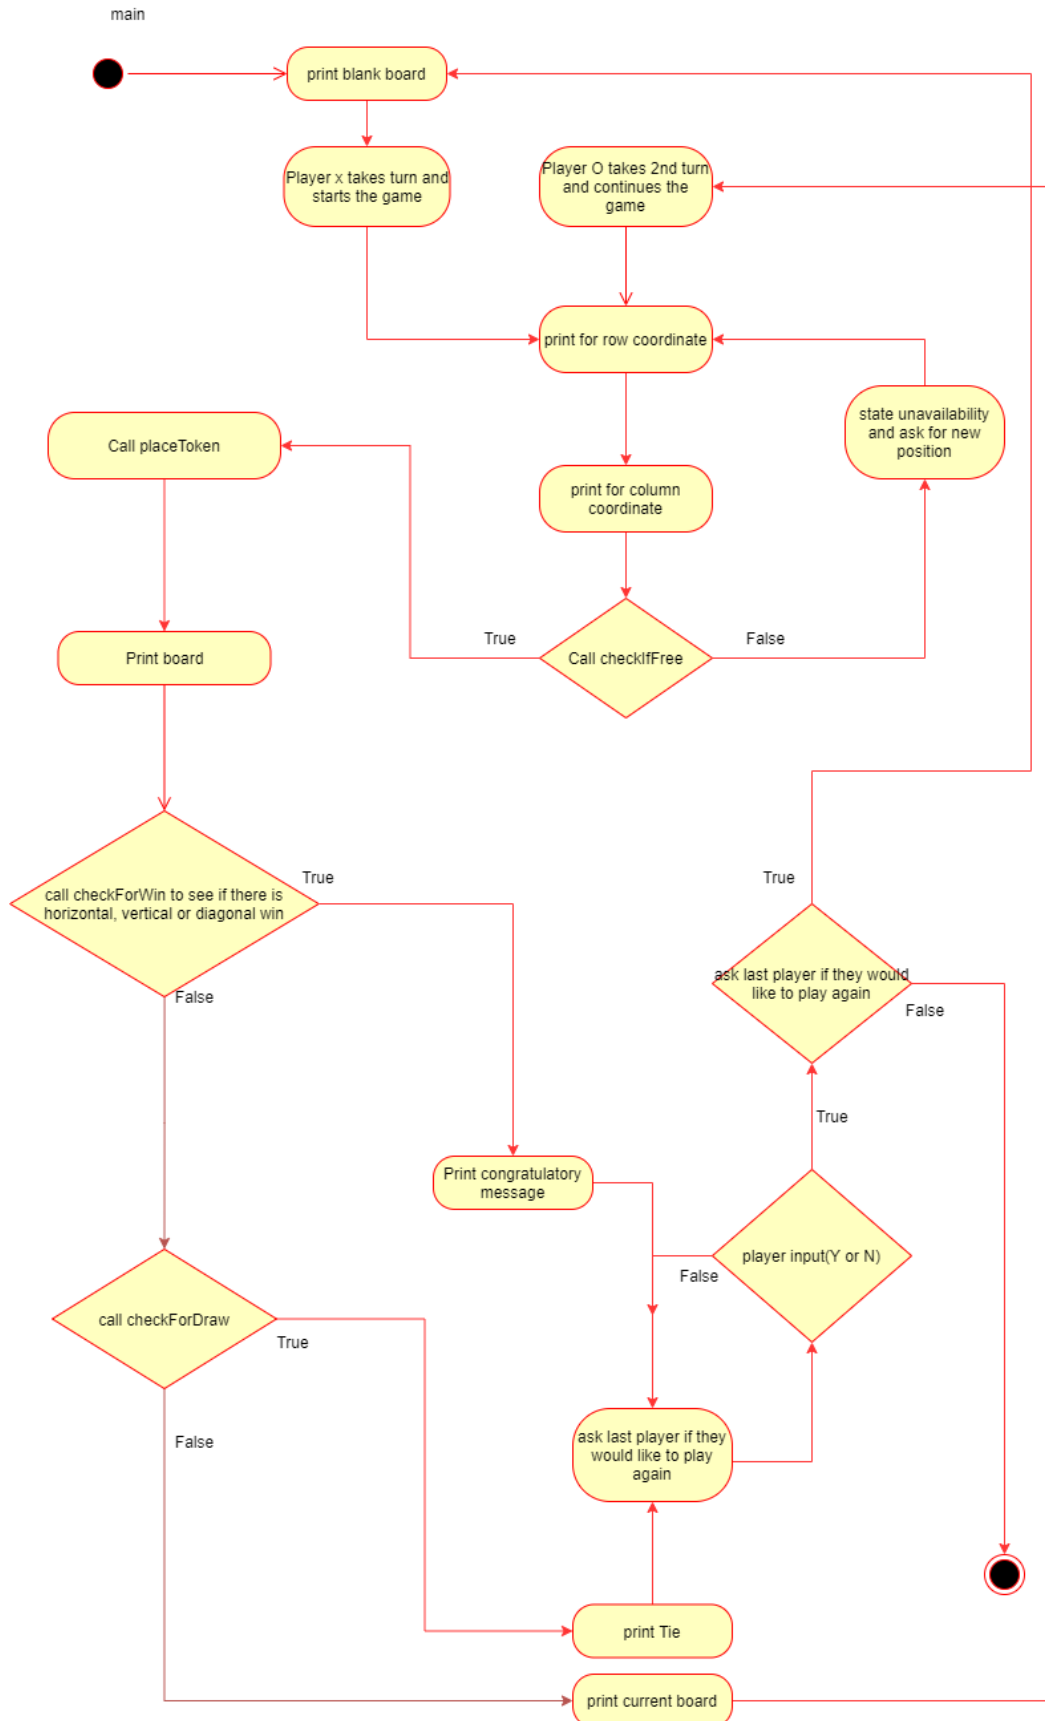 main
print blank board
Player x takes turn and
starts the game
Player O takes 2nd turn
and continues the
game
print for row coordinate
state unavailability
and ask for new
position
Call placeToken
print for column
coordinate
True
Call checkIfFree
False
Print board
call checkForWin to see if there is
horizontal, vertical or diagonal win
True
False
True
ask last player if they would
like to play again
False
True
Print congratulatory
message
player input(Y or N)
False
call checkForDraw
True
False
ask last player if they
would like to play
again
print Tie
print current board